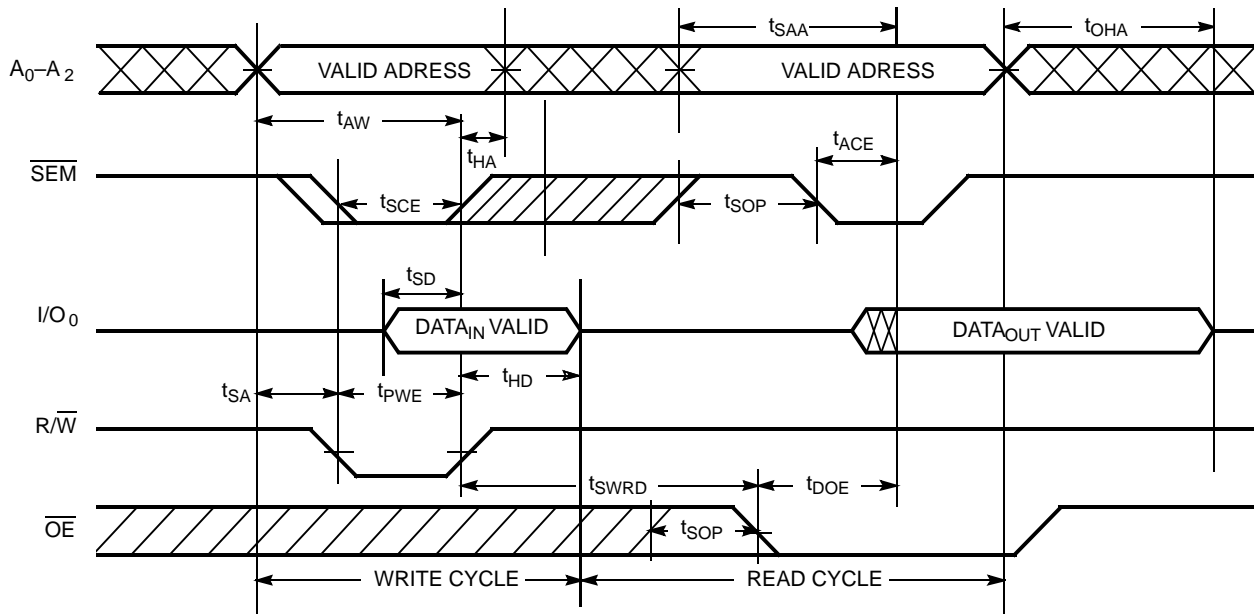 tSAA
tOHA
A0–A2
VALID ADRESS
VALID ADRESS
tAW
tHA
tACE
SEM
tSCE
tSOP
tSD
I/O0
DATAIN VALID
DATAOUT VALID
tSA
tPWE
tHD
R/W
tSWRD
tDOE
OE
tSOP
WRITE CYCLE
READ CYCLE